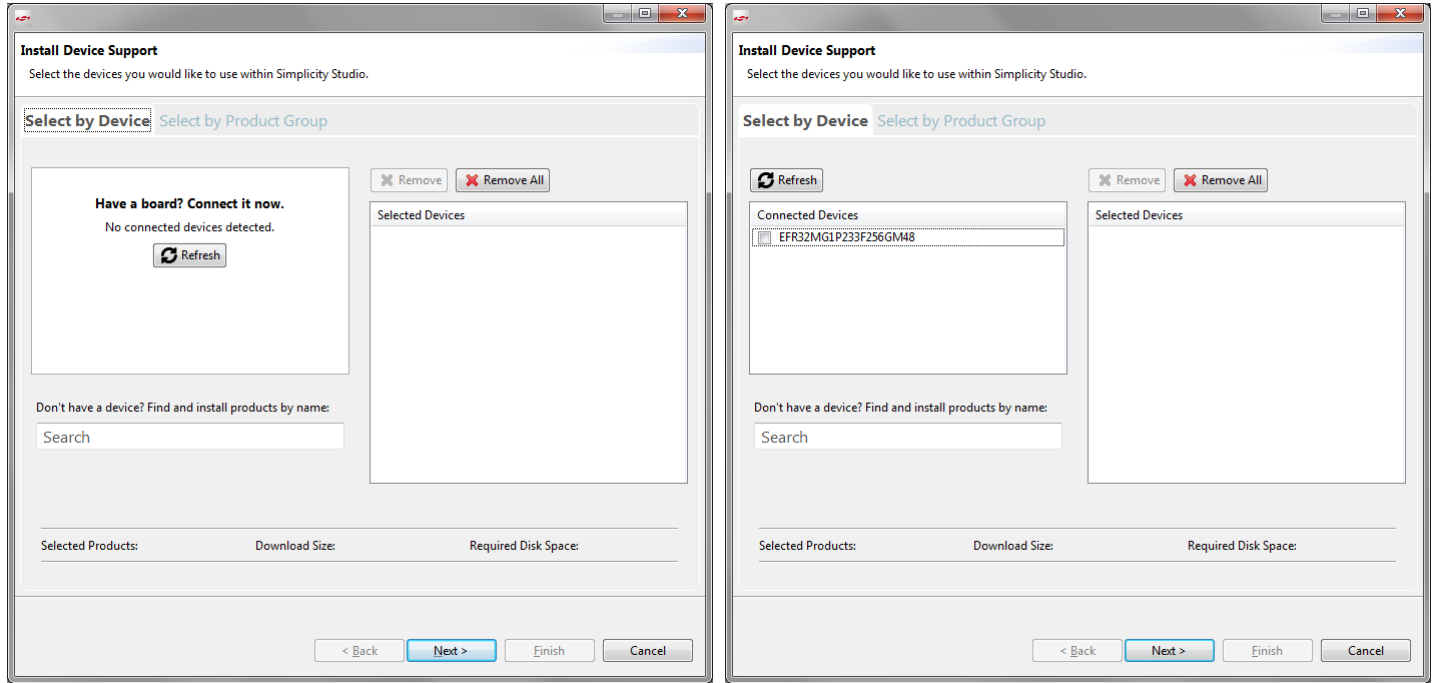 Install Device Support
Select the devices you would like to use within Simplicity Studio.
Select by Device Select by Product Group
Have a board? Connect it now.
No connected devices detected.
Refresh
Remove Remove All
Selected Devices
Don't have a device? Find and install products by name:
Search
Selected Products: Download Size: Required Disk Space:
< Back Next > Finish Cancel
Install Device Support
Select the devices you would like to use within Simplicity Studio.
Select by Device Select by Product Group
Refresh
Connected Devices
EFR32MG1P233F256GM48
Remove Remove All
Selected Devices
Don't have a device? Find and install products by name:
Search
Selected Products: Download Size: Required Disk Space:
< Back Next > Finish Cancel